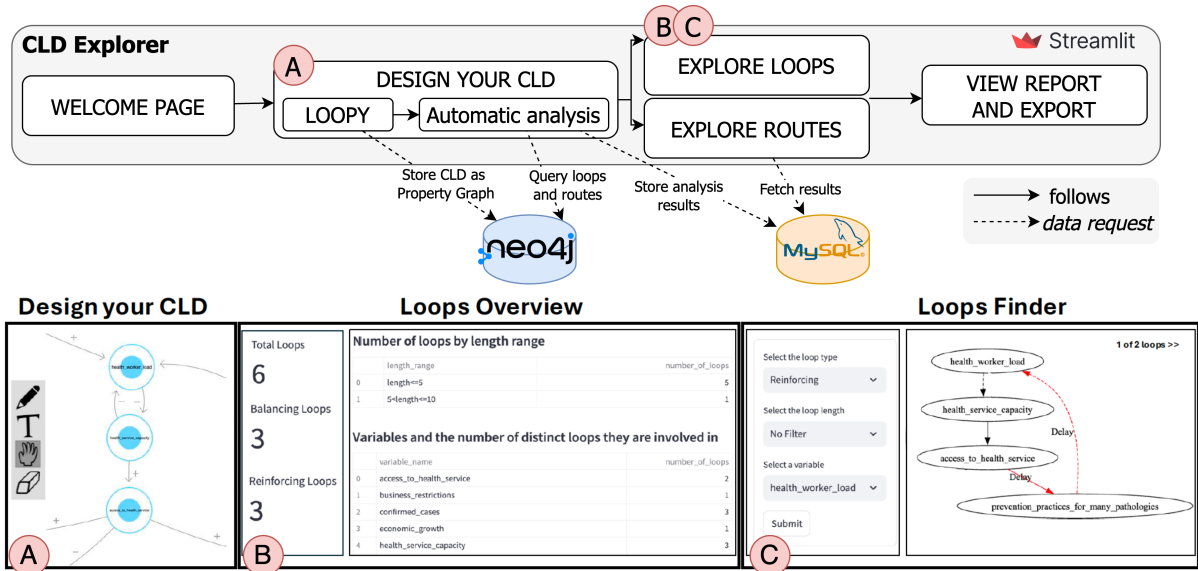 CLD Explorer
B
C
Streamlit
A
WELCOME PAGE
DESIGN YOUR CLD
LOOPY
Automatic analysis
EXPLORE LOOPS
EXPLORE ROUTES
VIEW REPORT
AND EXPORT
Store CLD as
Property Graph
Query loops
and routes
Store analysis
results
Fetch results
follows
data request
neo4j
MySQL®
Design your CLD
Loops Overview
Loops Finder
+
health_worker_load
– –
health_service_capacity
+
access_to_health_service
+
+
–
T
A
Total Loops
6
Balancing Loops
3
Reinforcing Loops
3
B
Number of loops by length range
length_range number_of_loops
0 length<=5 5
1 5<length<=10 1
Variables and the number of distinct loops they are involved in
variable_name number_of_loops
0 access_to_health_service 2
1 business_restrictions 1
2 confirmed_cases 3
3 economic_growth 1
4 health_service_capacity 3
Select the loop type
Reinforcing
Select the loop length
No Filter
Select a variable
health_worker_load
Submit
C
1 of 2 loops >>
health_worker_load
health_service_capacity
Delay
access_to_health_service
Delay
prevention_practices_for_many_pathologies